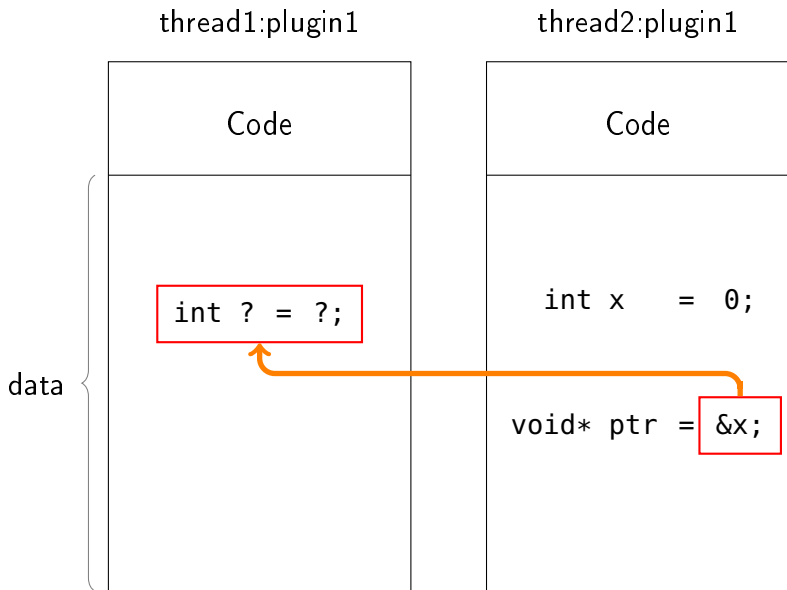 thread1:plugin1
thread2:plugin1
Code
Code
int ? = ?;
int x = 0;
data
void* ptr = &x;